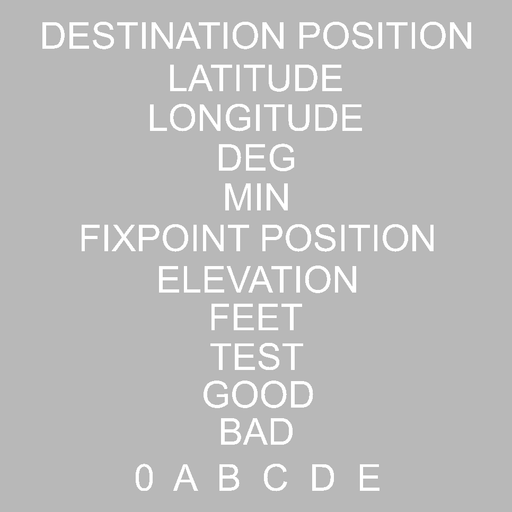 DESTINATION POSITION
LATITUDE
LONGITUDE
DEG
MIN
FIXPOINT POSITION
ELEVATION
FEET
TEST
GOOD
BAD
0 A B C D E